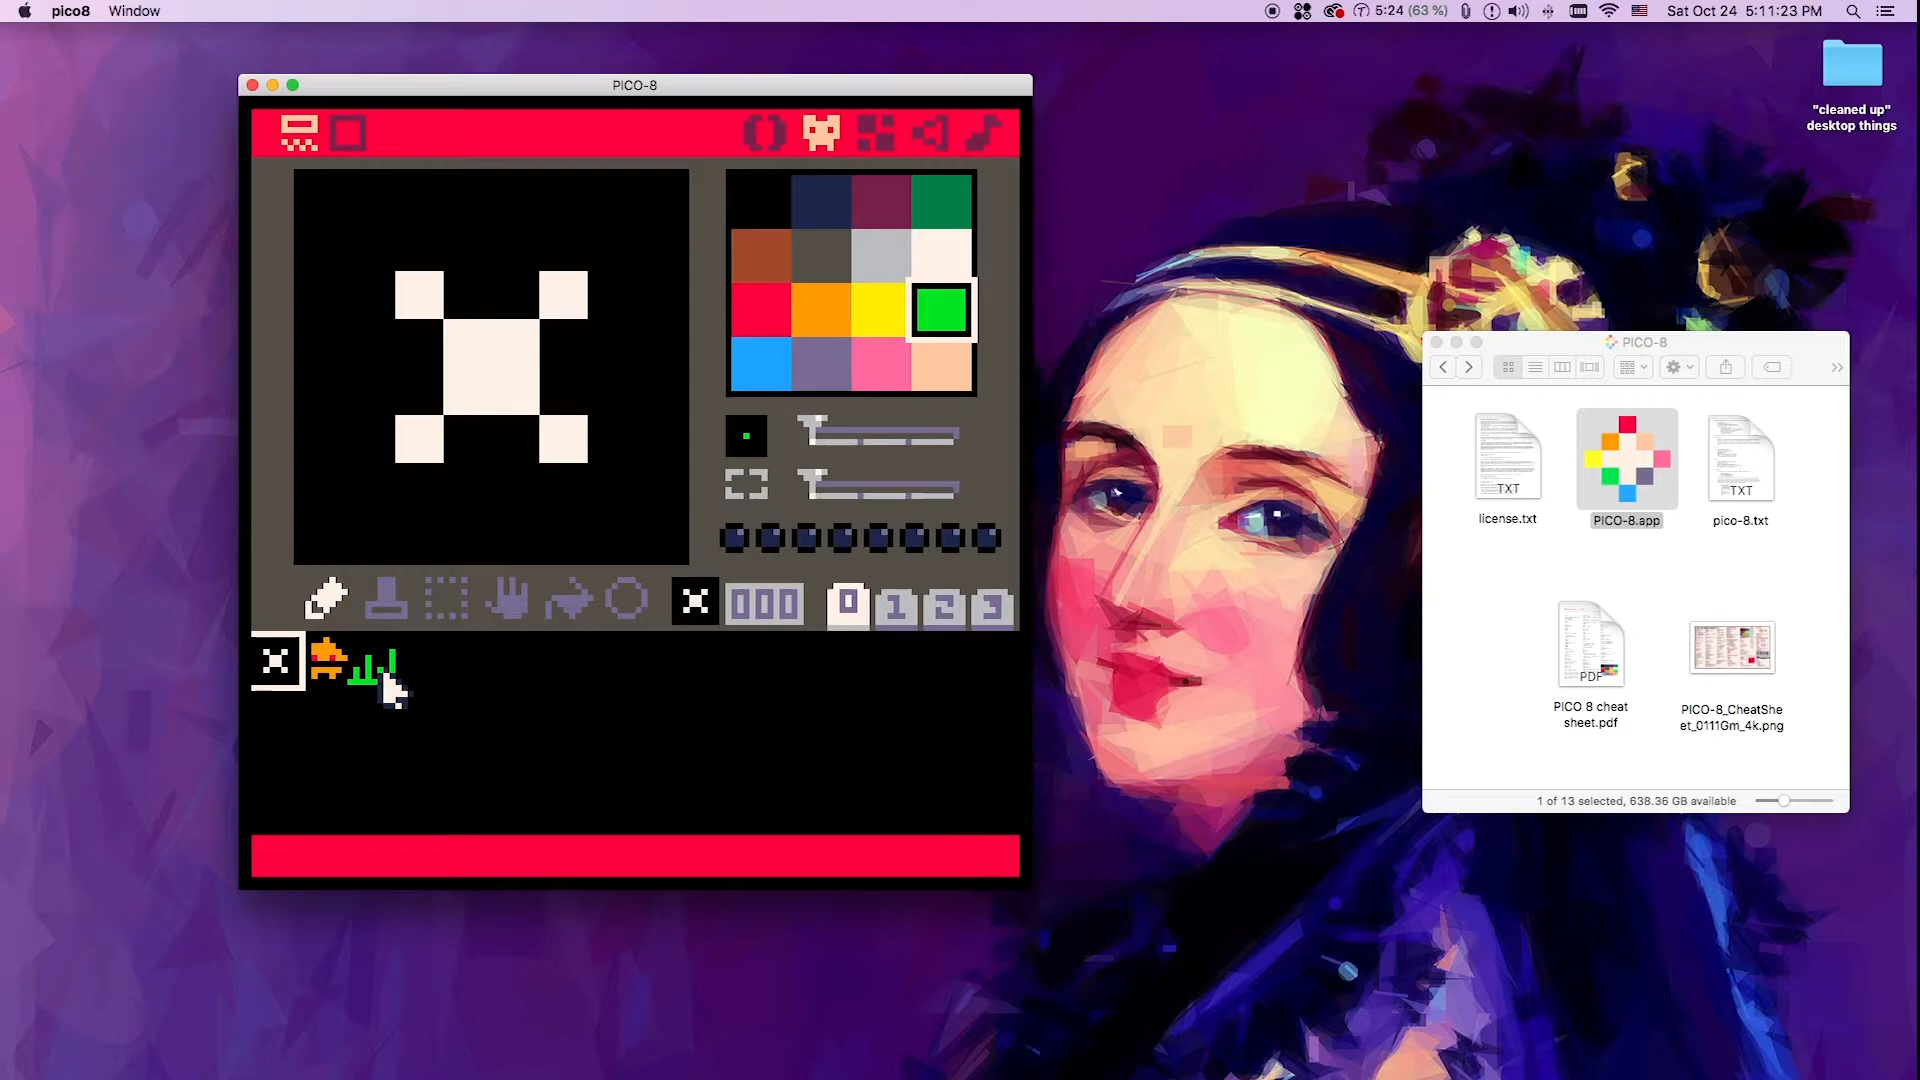 pico8 Window 5:24 (63 %) Sat Oct 24 5:11:23 PM
"cleaned up"
desktop things
PICO-8
000 0 1 2 3
PICO-8
TXT
license.txt
PICO-8.app
TXT
pico-8.txt
PDF
PICO 8 cheat
sheet.pdf
PICO-8_CheatShe
et_0111Gm_4k.png
1 of 13 selected, 638.36 GB available